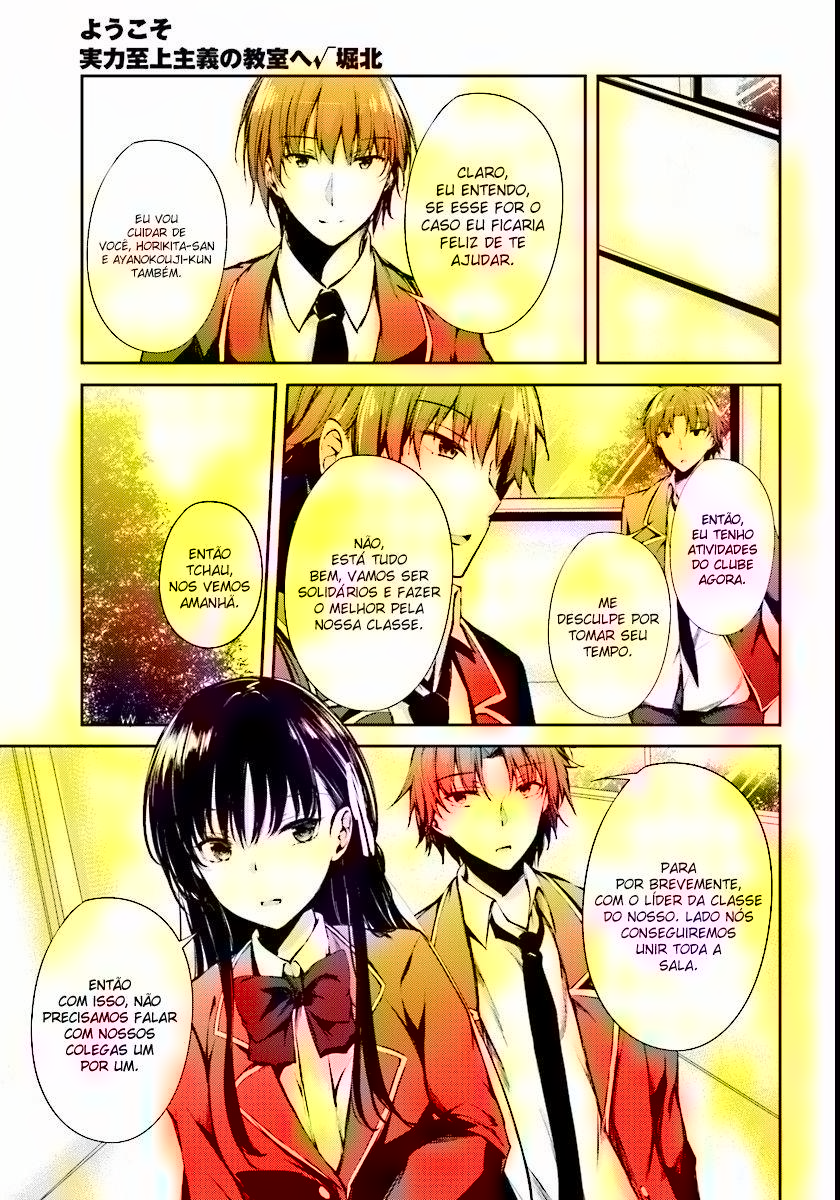 ようこそ
実力至上主義の教室へ√堀北
CLARO,
EU ENTENDO,
SE ESSE FOR O
CASO EU FICARIA
FELIZ DE TE
AJUDAR.
EU VOU
CUIDAR DE
VOCÊ, HORIKITA-SAN
E AYANOKOUJI-KUN
TAMBÉM.
ENTÃO,
EU TENHO
ATIVIDADES
DO CLUBE
AGORA.
ME
DESCULPE POR
TOMAR SEU
TEMPO.
NÃO,
ESTÁ TUDO
BEM, VAMOS SER
SOLIDÁRIOS E FAZER
O MELHOR PELA
NOSSA CLASSE.
ENTÃO
TCHAU,
NOS VEMOS
AMANHÃ.
PARA
POR BREVEMENTE,
COM O LÍDER DA CLASSE
DO NOSSO. LADO NÓS
CONSEGUIREMOS
UNIR TODA A
SALA.
ENTÃO
COM ISSO, NÃO
PRECISAMOS FALAR
COM NOSSOS
COLEGAS UM
POR UM.